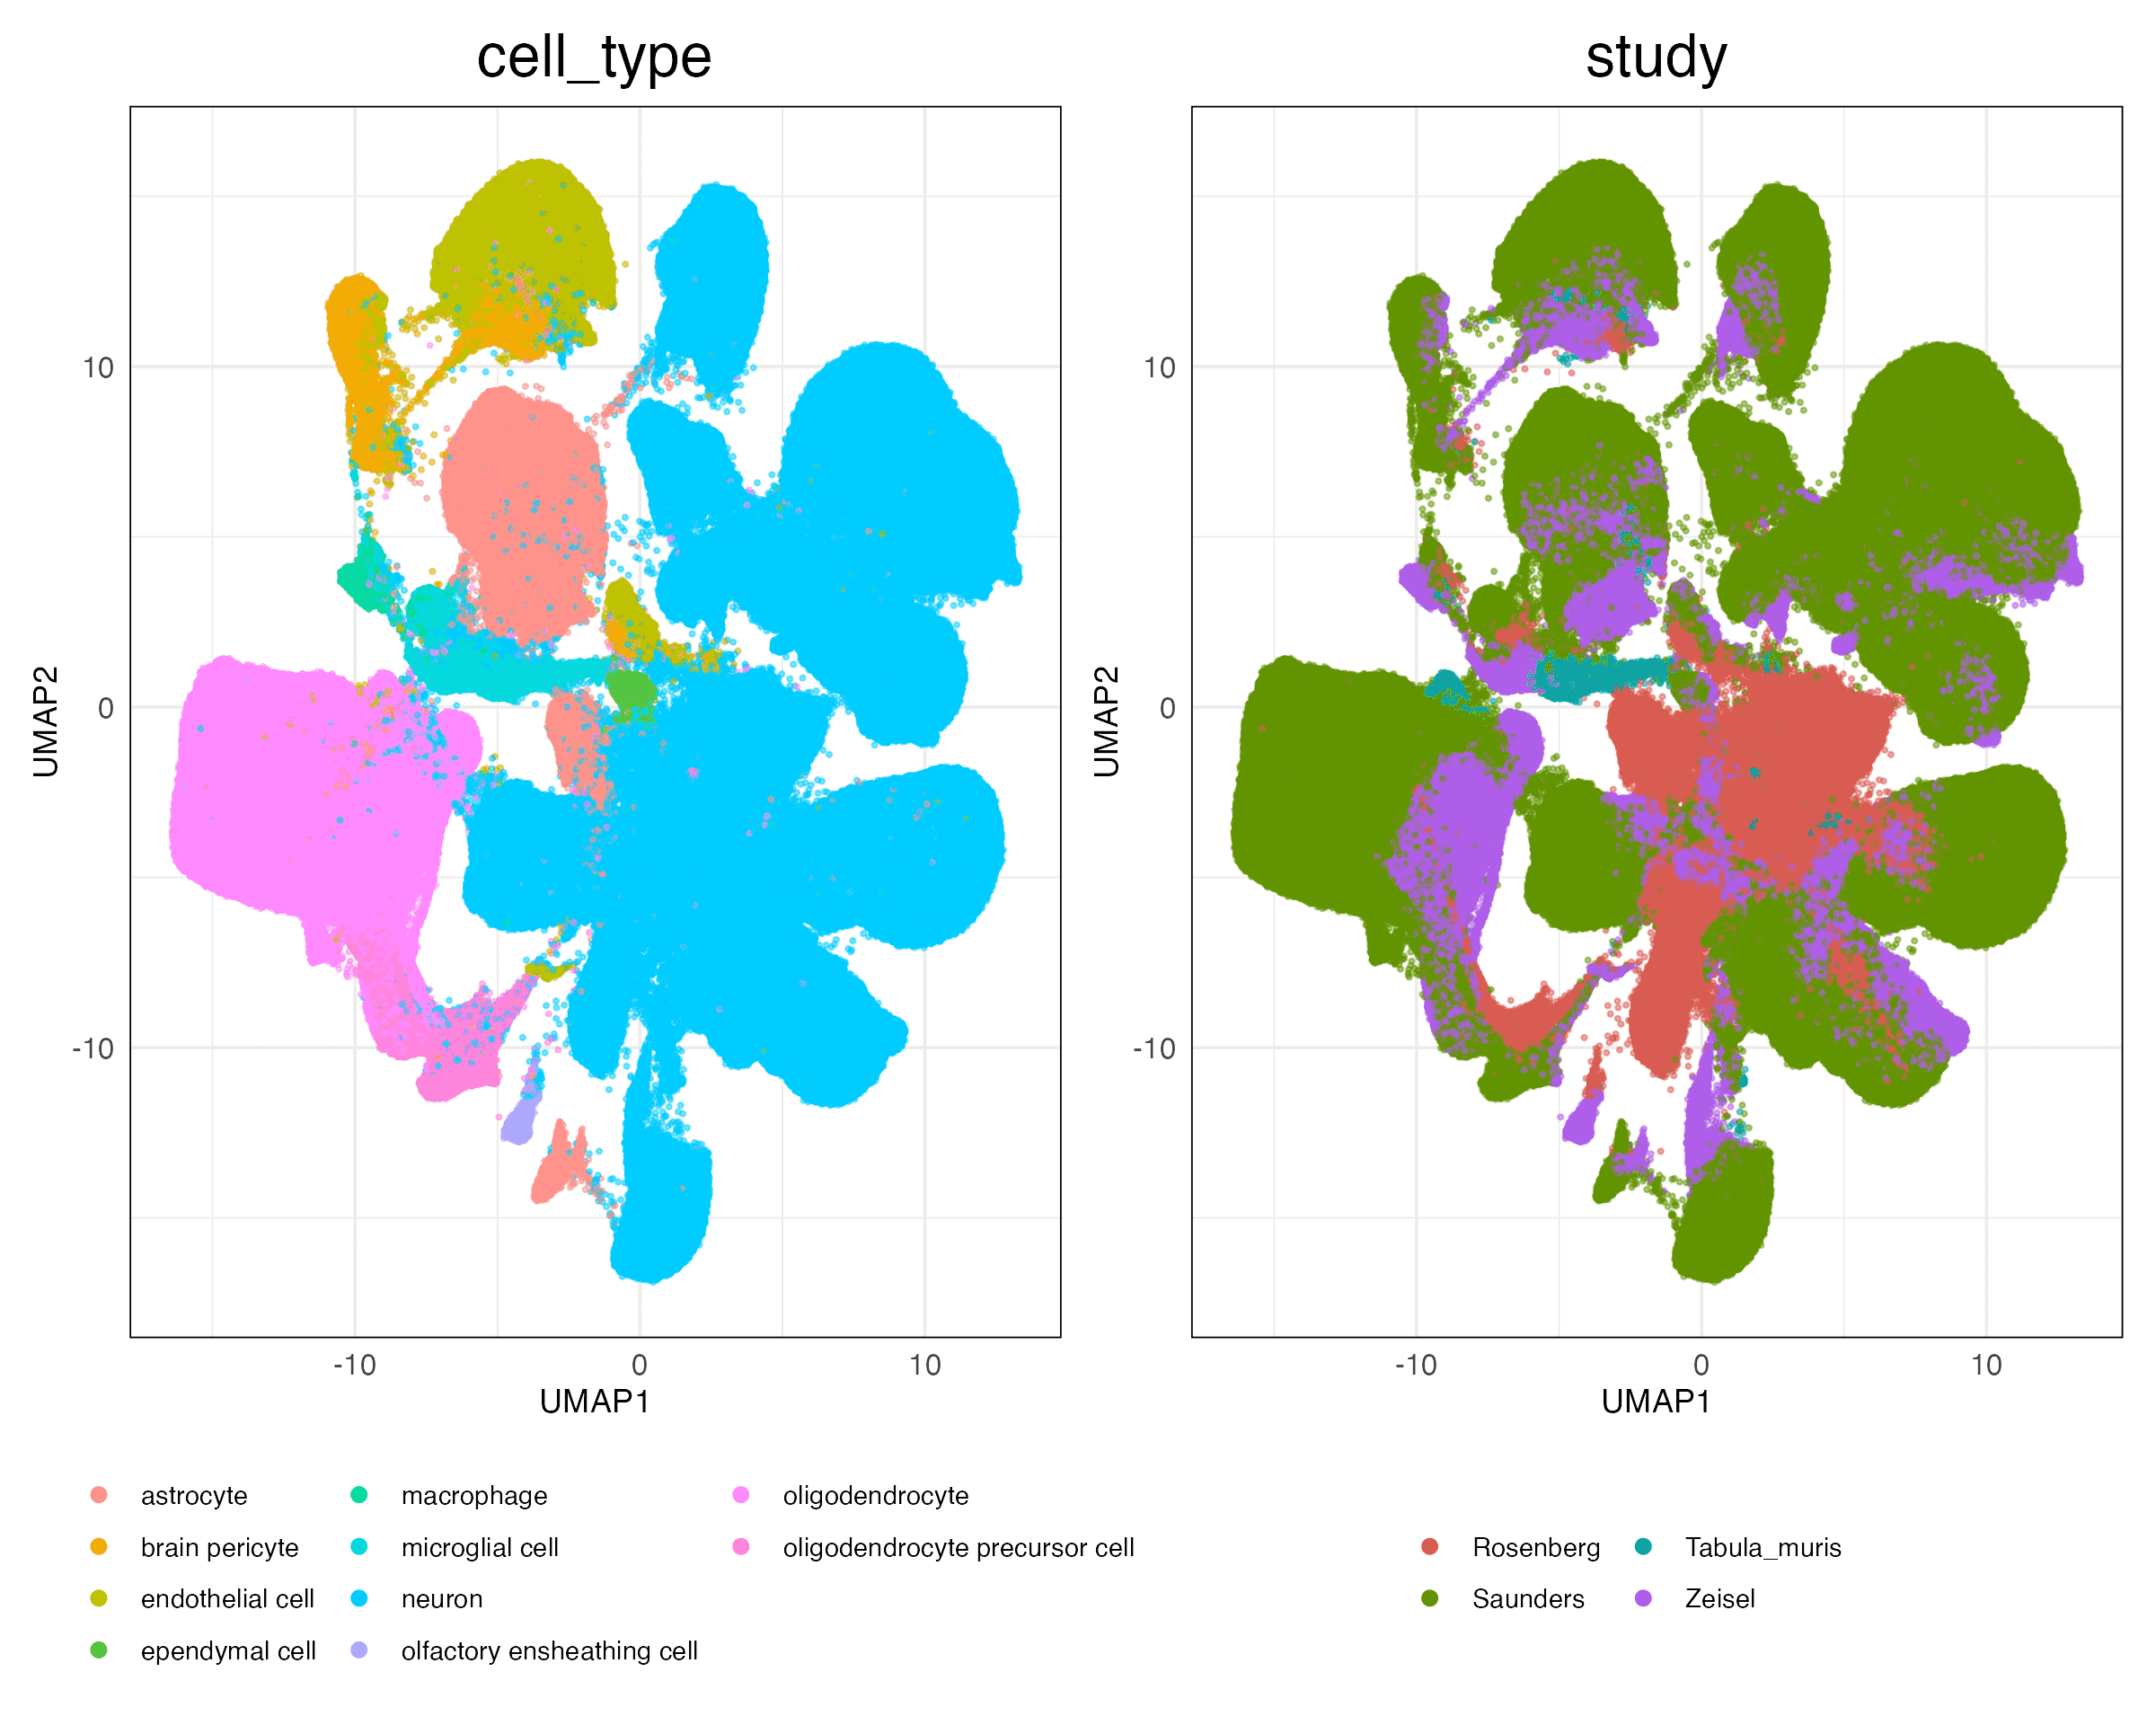 cell_type
study
10
0
-10
UMAP2
-10
0
10
UMAP1
10
0
-10
UMAP2
-10
0
10
UMAP1
astrocyte
brain pericyte
endothelial cell
ependymal cell
macrophage
microglial cell
neuron
olfactory ensheathing cell
oligodendrocyte
oligodendrocyte precursor cell
Rosenberg
Saunders
Tabula_muris
Zeisel